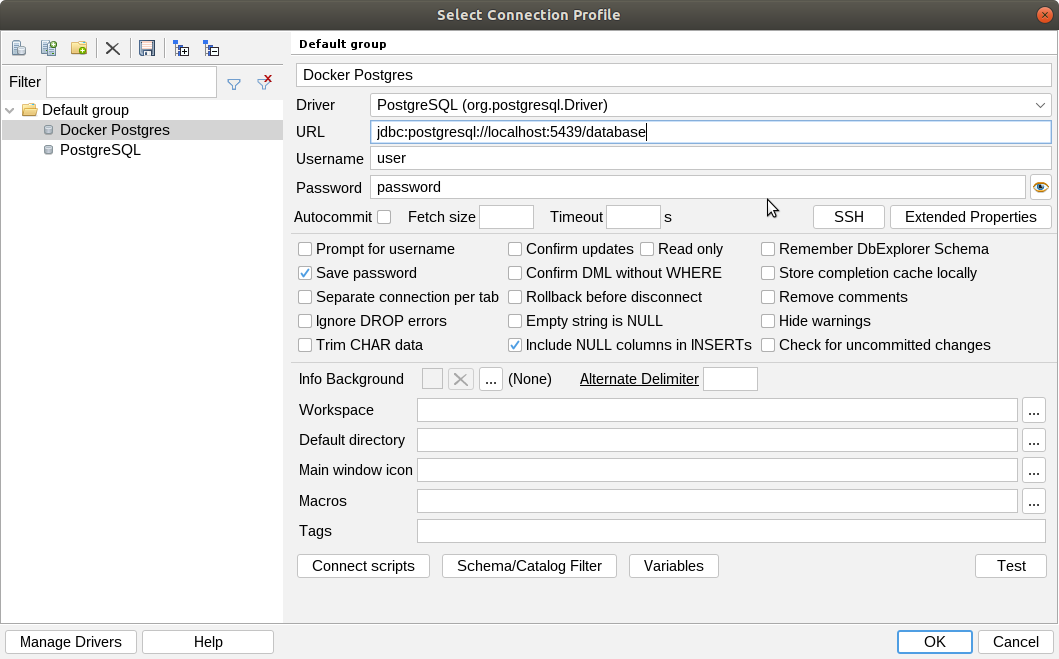 Select Connection Profile
Default group
Filter
Default group
Docker Postgres
PostgreSQL
Docker Postgres
Driver PostgreSQL (org.postgresql.Driver)
URL jdbc:postgresql://localhost:5439/database
Username user
Password password
Autocommit Fetch size Timeout s SSH Extended Properties
Prompt for username Confirm updates Read only Remember DbExplorer Schema
Save password Confirm DML without WHERE Store completion cache locally
Separate connection per tab Rollback before disconnect Remove comments
Ignore DROP errors Empty string is NULL Hide warnings
Trim CHAR data Include NULL columns in INSERTs Check for uncommitted changes
Info Background ... (None) Alternate Delimiter
Workspace ...
Default directory ...
Main window icon ...
Macros ...
Tags
Connect scripts Schema/Catalog Filter Variables Test
Manage Drivers Help OK Cancel